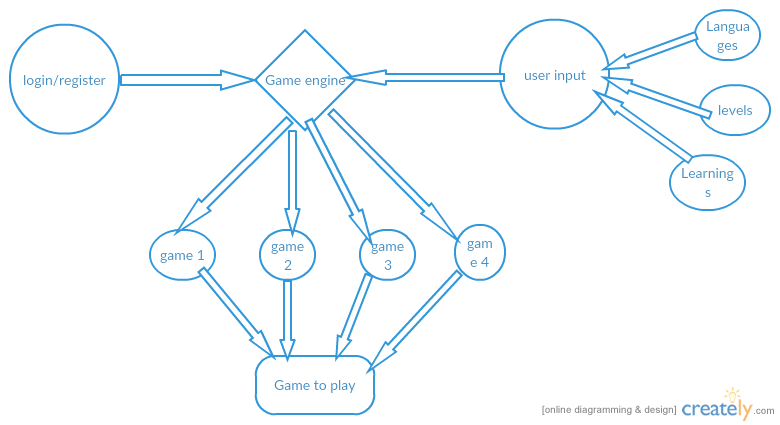 login/register
Game engine
user input
Langua
ges
levels
Learning
s
game 1
game
2
game
3
gam
e 4
Game to play
[online diagramming & design]
creately.com